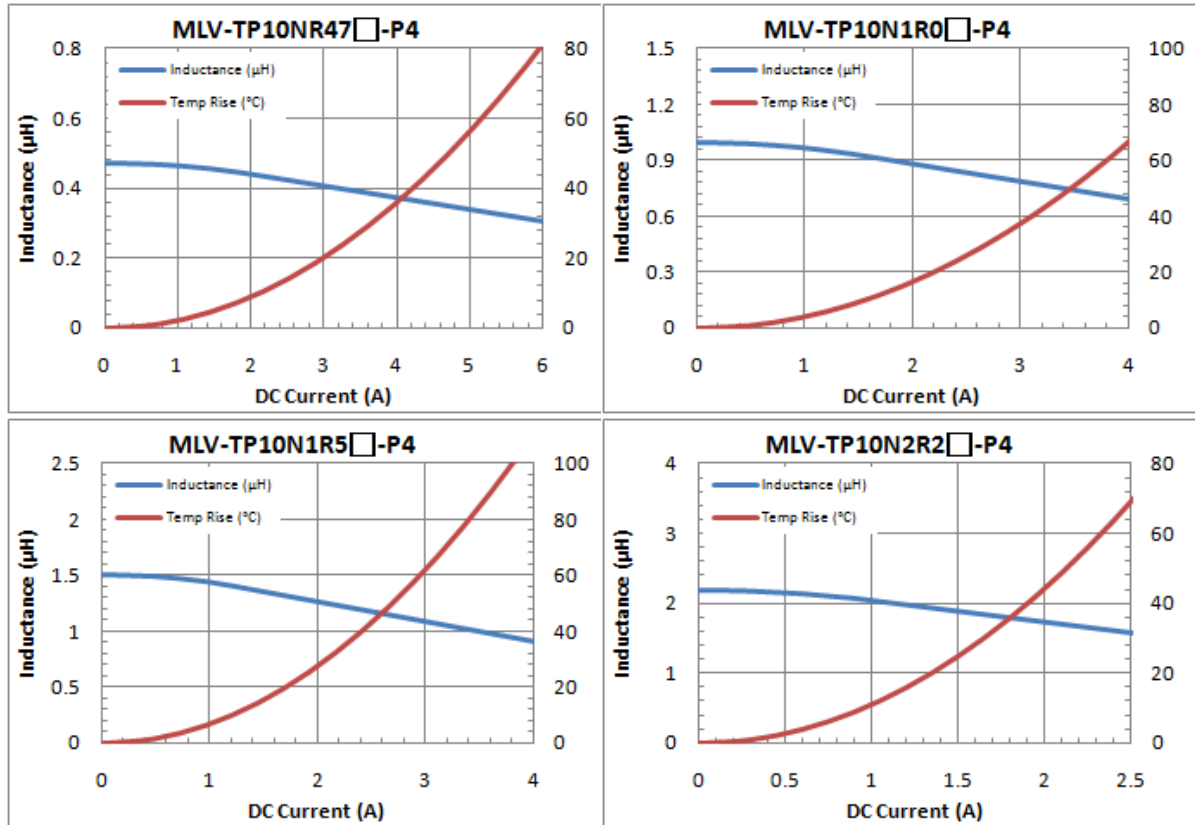 MLV-TP10NR47□-P4
Inductance (µH)
Temp Rise (°C)
Inductance (µH)
0.8
0.6
0.4
0.2
0
80
60
40
20
0
0 1 2 3 4 5 6
DC Current (A)
MLV-TP10N1R0□-P4
Inductance (µH)
Temp Rise (°C)
Inductance (µH)
1.5
1.2
0.9
0.6
0.3
0
100
80
60
40
20
0
0 1 2 3 4
DC Current (A)
MLV-TP10N1R5□-P4
Inductance (µH)
Temp Rise (°C)
Inductance (µH)
2.5
2
1.5
1
0.5
0
100
80
60
40
20
0
0 1 2 3 4
DC Current (A)
MLV-TP10N2R2□-P4
Inductance (µH)
Temp Rise (°C)
Inductance (µH)
4
3
2
1
0
80
60
40
20
0
0 0.5 1 1.5 2 2.5
DC Current (A)